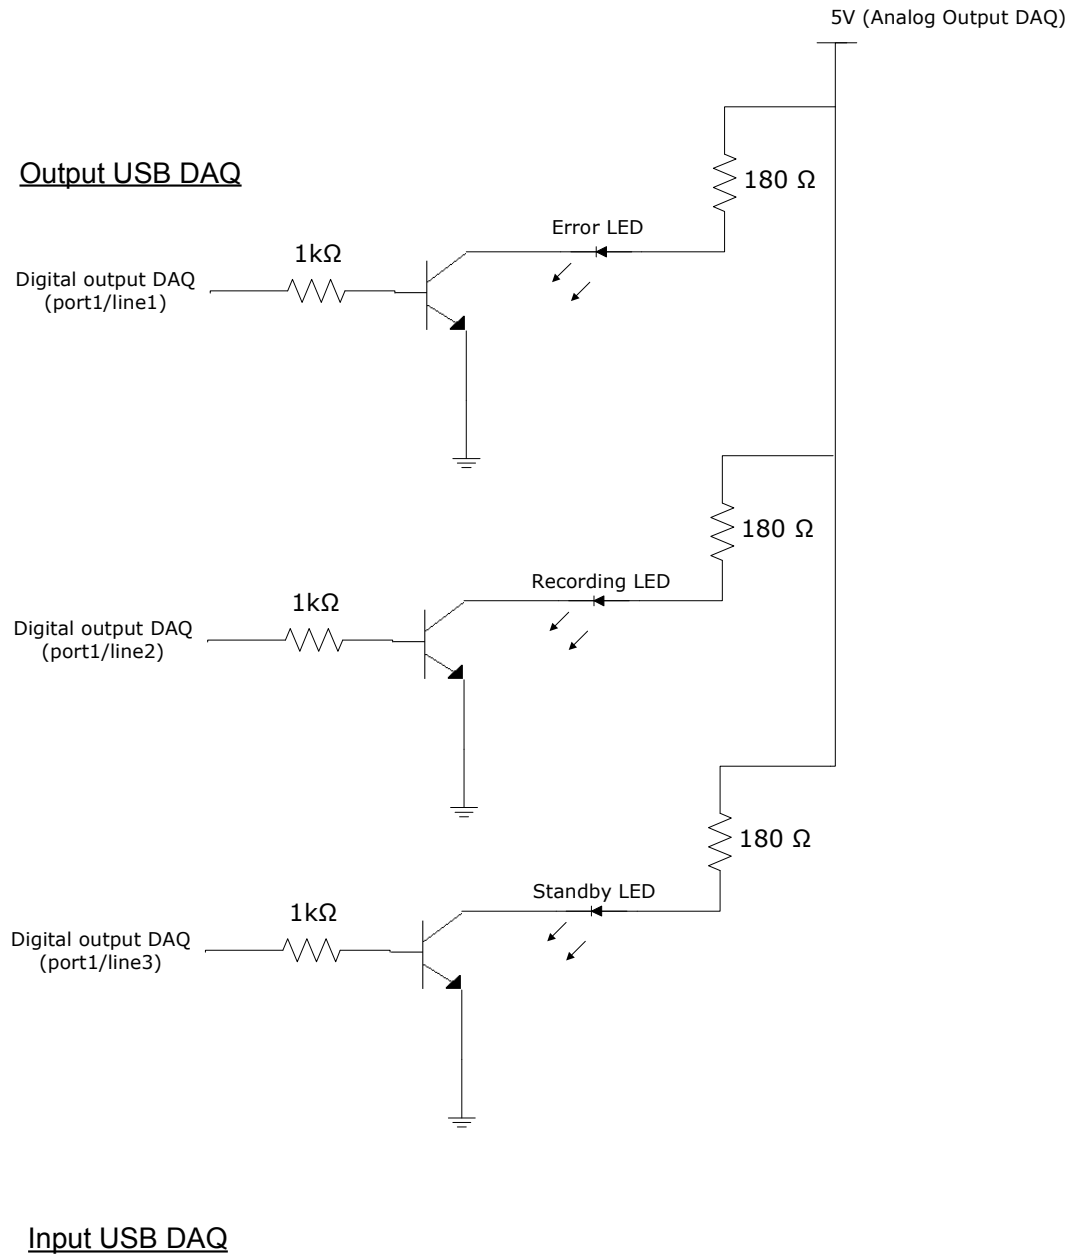 5V (Analog Output DAQ)
Output USB DAQ
180 Ω
Error LED
1kΩ
Digital output DAQ
(port1/line1)
180 Ω
Recording LED
1kΩ
Digital output DAQ
(port1/line2)
180 Ω
Standby LED
1kΩ
Digital output DAQ
(port1/line3)
Input USB DAQ